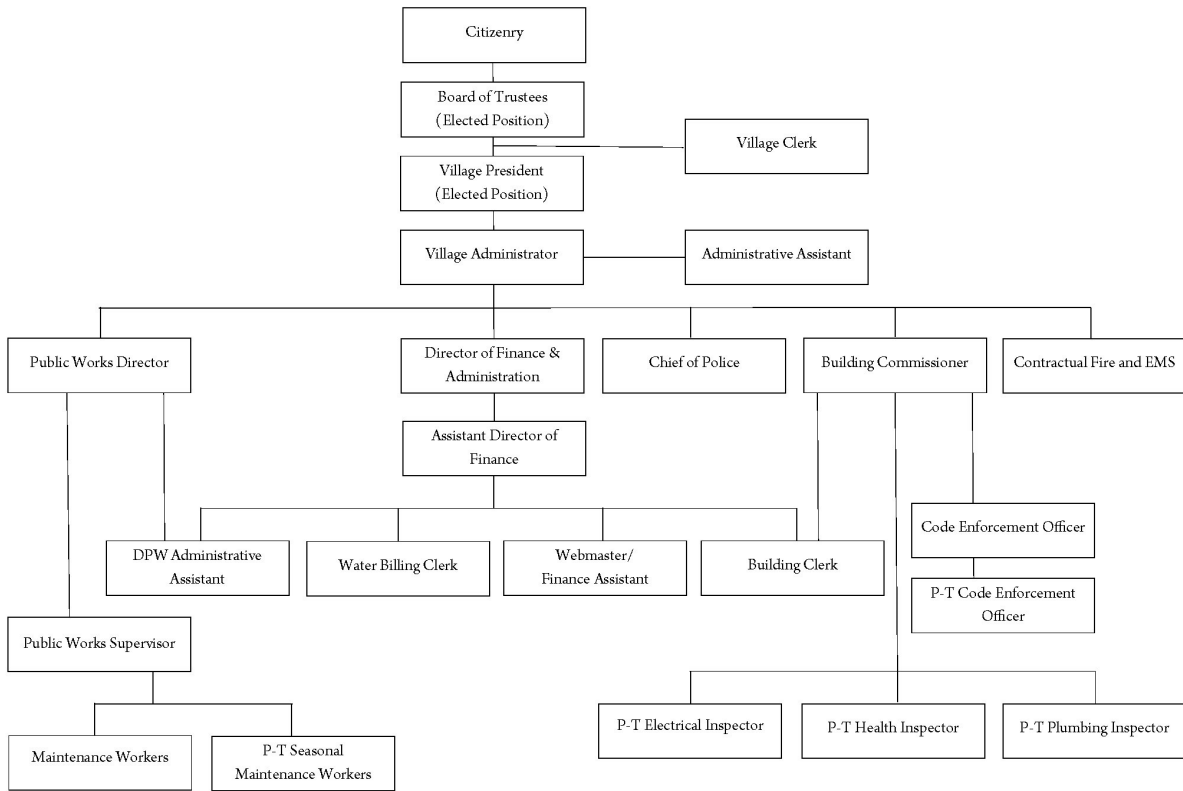 Citizenry
Board of Trustees
(Elected Position)
Village Clerk
Village President
(Elected Position)
Village Administrator
Administrative Assistant
Public Works Director
Director of Finance &
Administration
Chief of Police
Building Commissioner
Contractual Fire and EMS
Assistant Director of
Finance
Code Enforcement Officer
DPW Administrative
Assistant
Water Billing Clerk
Webmaster/
Finance Assistant
Building Clerk
P-T Code Enforcement
Officer
Public Works Supervisor
P-T Electrical Inspector
P-T Health Inspector
P-T Plumbing Inspector
Maintenance Workers
P-T Seasonal
Maintenance Workers